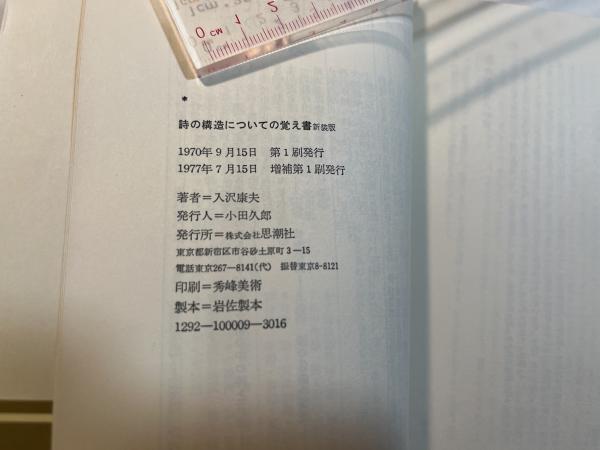 0 cm 1 2
*
詩の構造についての覚え書 新装版
1970年9月15日 第1刷発行
1977年7月15日 増補第1刷発行
著者＝入沢康夫
発行人＝小田久郎
発行所＝株式会社思潮社
東京都新宿区市谷砂土原町3—15
電話東京267—8141(代) 振替東京8-8121
印刷＝秀峰美術
製本＝岩佐製本
1292—100009—3016